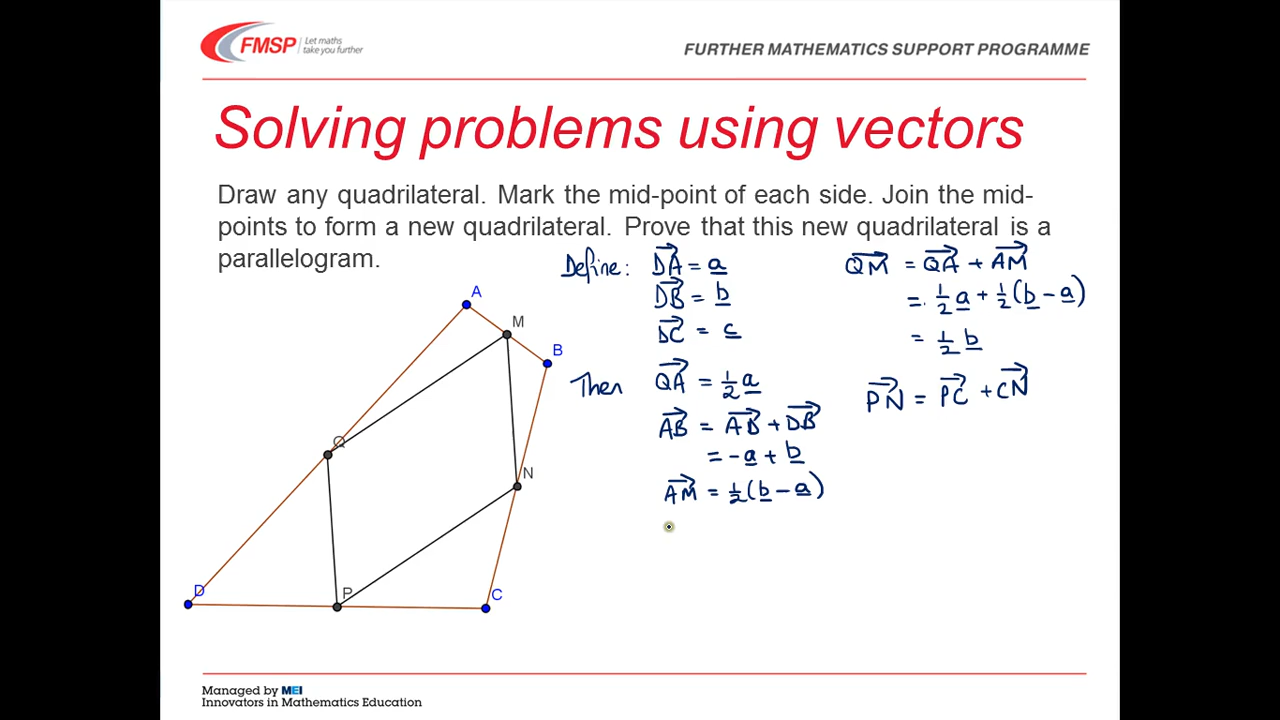 FMSP
Let maths
take you further
FURTHER MATHEMATICS SUPPORT PROGRAMME
Solving problems using vectors
Draw any quadrilateral. Mark the mid-point of each side. Join the mid-
points to form a new quadrilateral. Prove that this new quadrilateral is a
parallelogram.
Define: DA⃗ = a
DB⃗ = b
DC⃗ = c
Then QA⃗ = ½a
AB⃗ = AD⃗ + DB⃗
= -a + b
AM⃗ = ½(b - a)
QM⃗ = QA⃗ + AM⃗
= ½a + ½(b - a)
= ½b
PN⃗ = PC⃗ + CN⃗
A
M
B
Q
N
D
P
C
Managed by MEI
Innovators in Mathematics Education